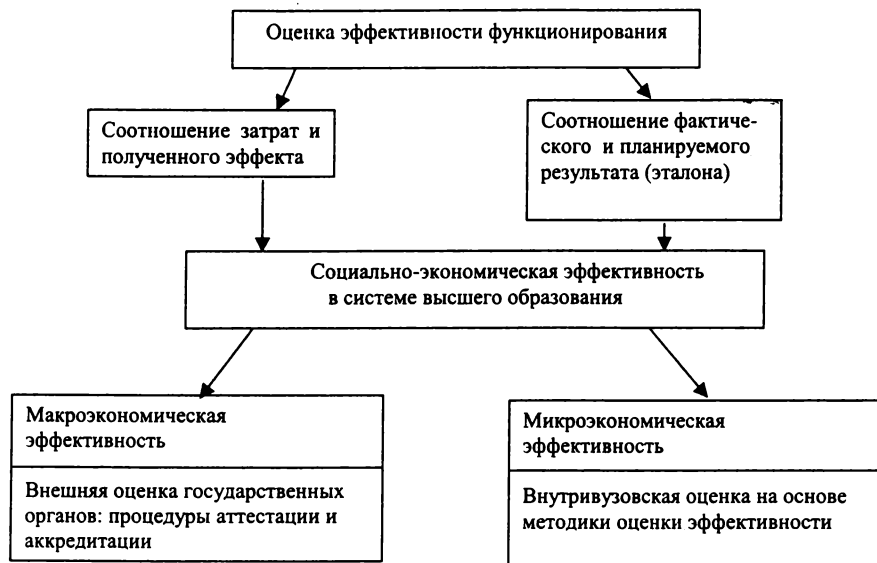 Оценка эффективности функционирования
Соотношение затрат и
полученного эффекта
Соотношение фактиче-
ского и планируемого
результата (эталона)
Социально-экономическая эффективность
в системе высшего образования
Макроэкономическая
эффективность
Внешняя оценка государственных
органов: процедуры аттестации и
аккредитации
Микроэкономическая
эффективность
Внутривузовская оценка на основе
методики оценки эффективности